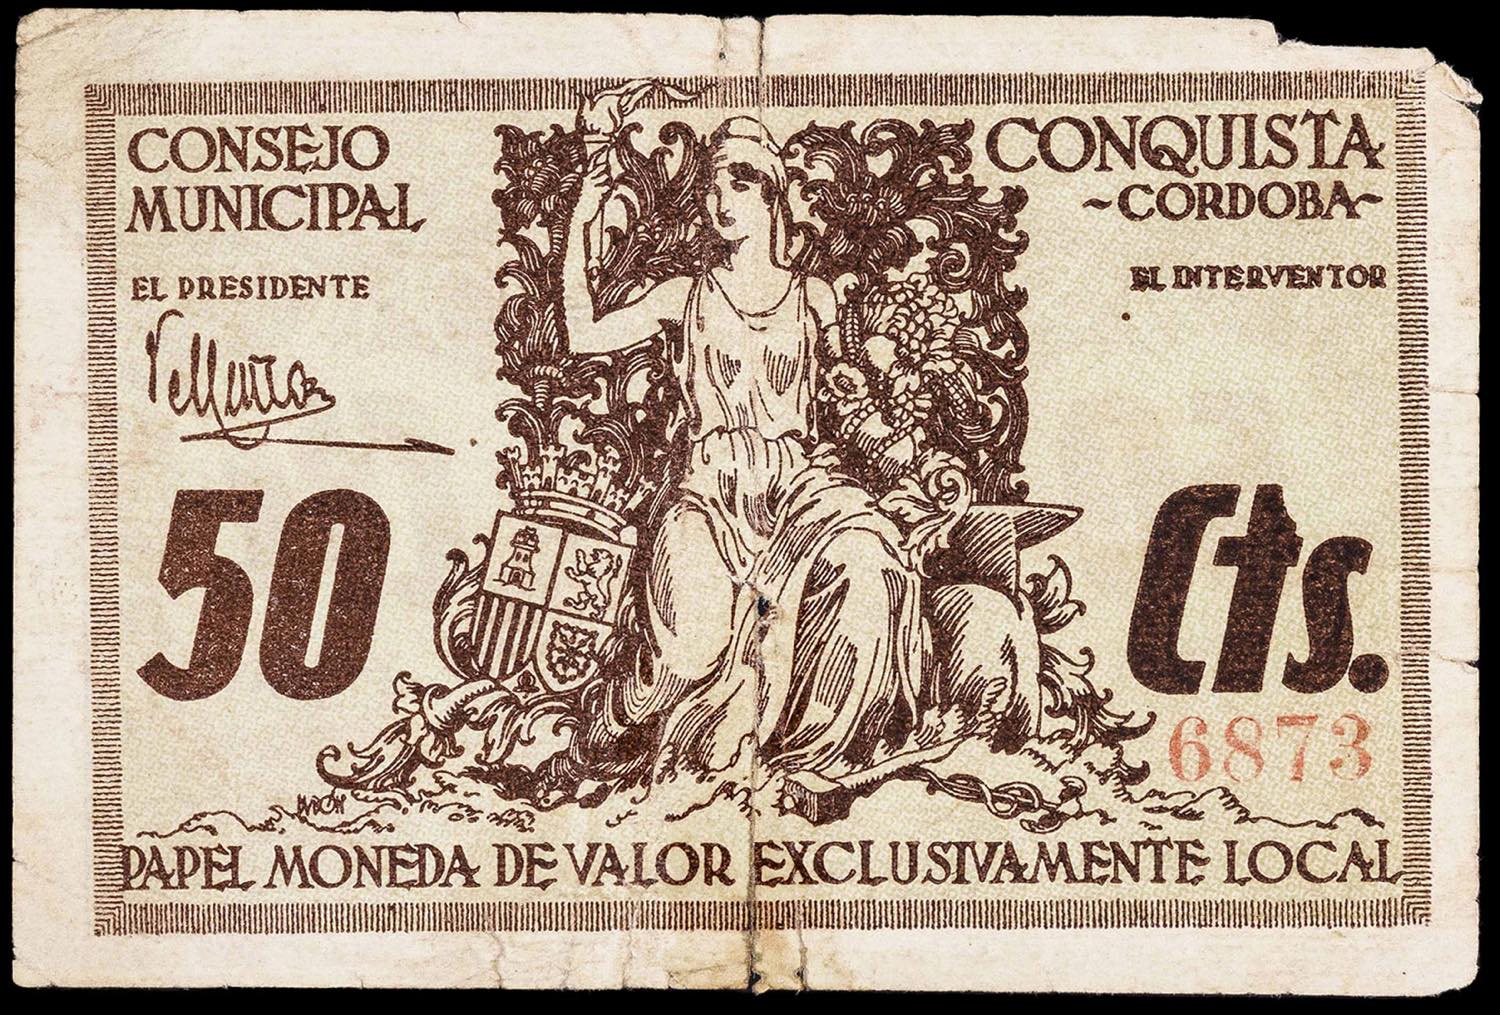 CONSEJO
MUNICIPAL
CONQUISTA
~CORDOBA~
EL PRESIDENTE
EL INTERVENTOR
50
Cts.
6873
PAPEL MONEDA DE VALOR EXCLUSIVAMENTE LOCAL